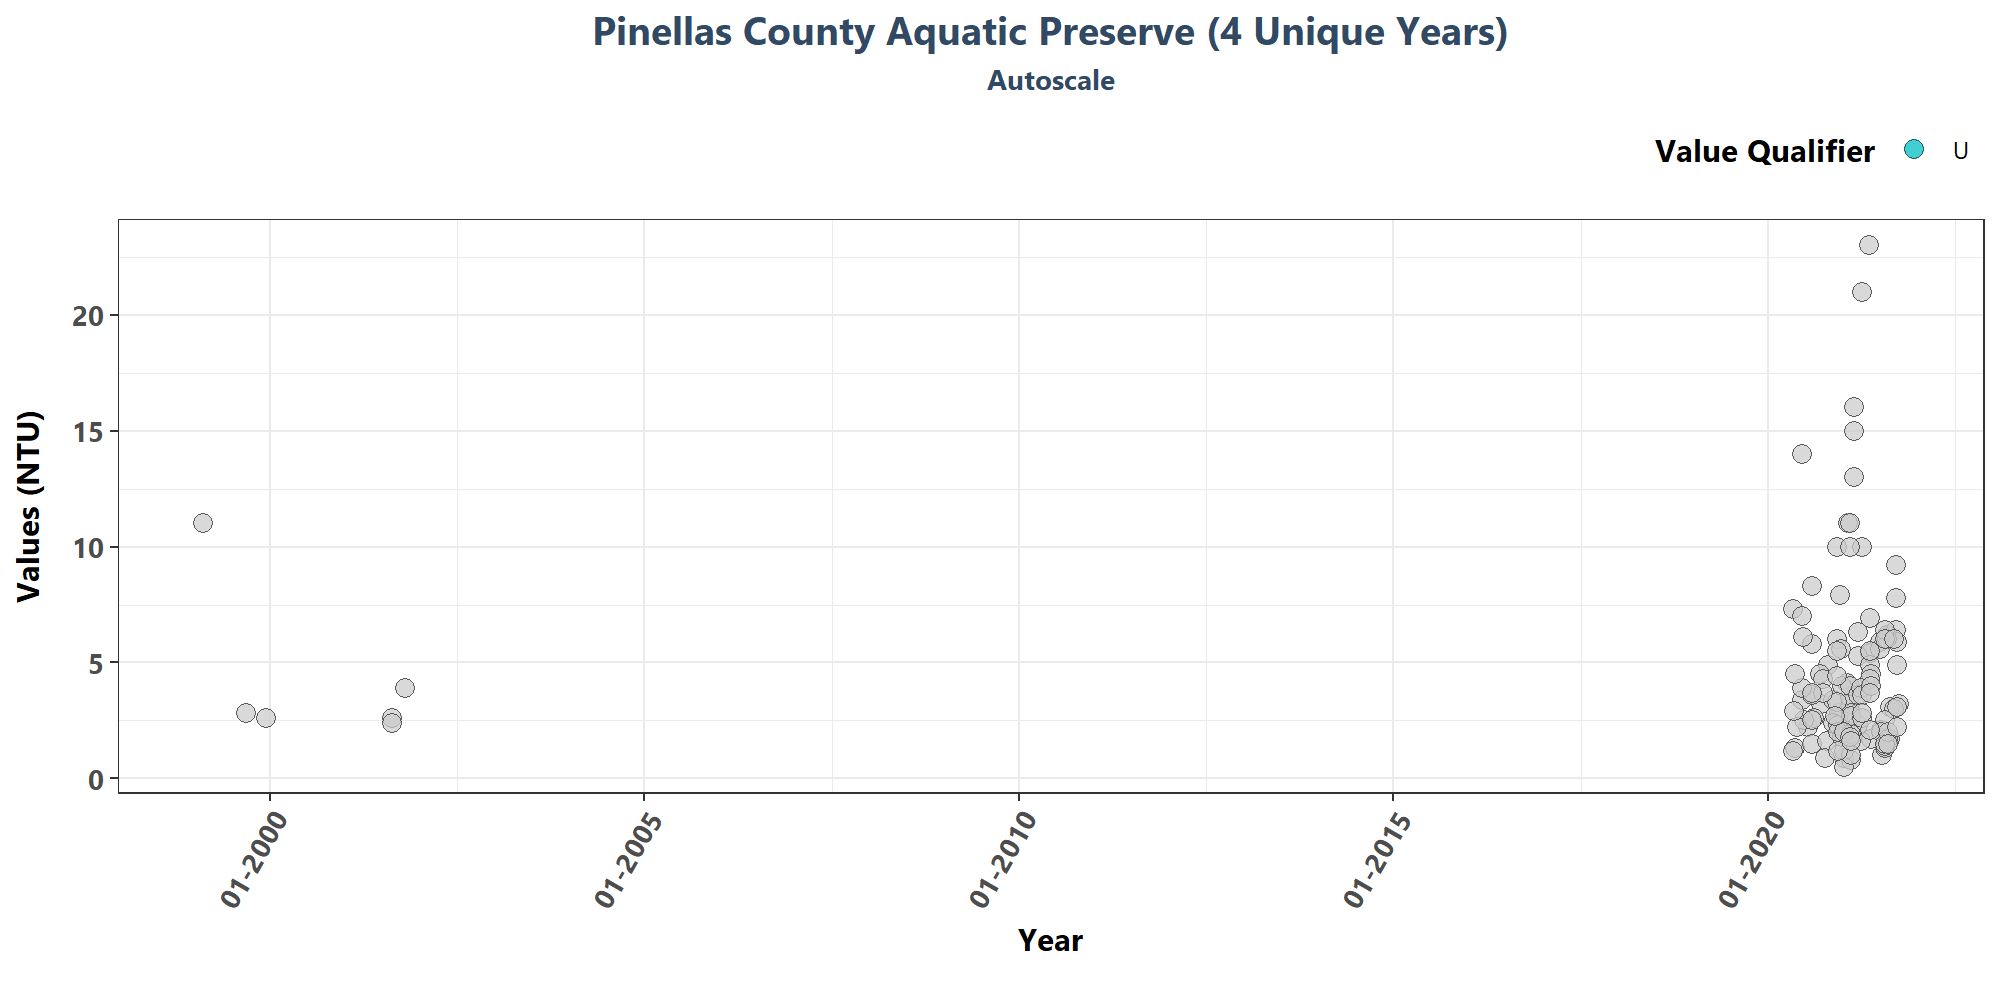 Pinellas County Aquatic Preserve (4 Unique Years)
Autoscale
Value Qualifier U
Values (NTU)
20
15
10
5
0
01-2000 01-2005 01-2010 01-2015 01-2020
Year